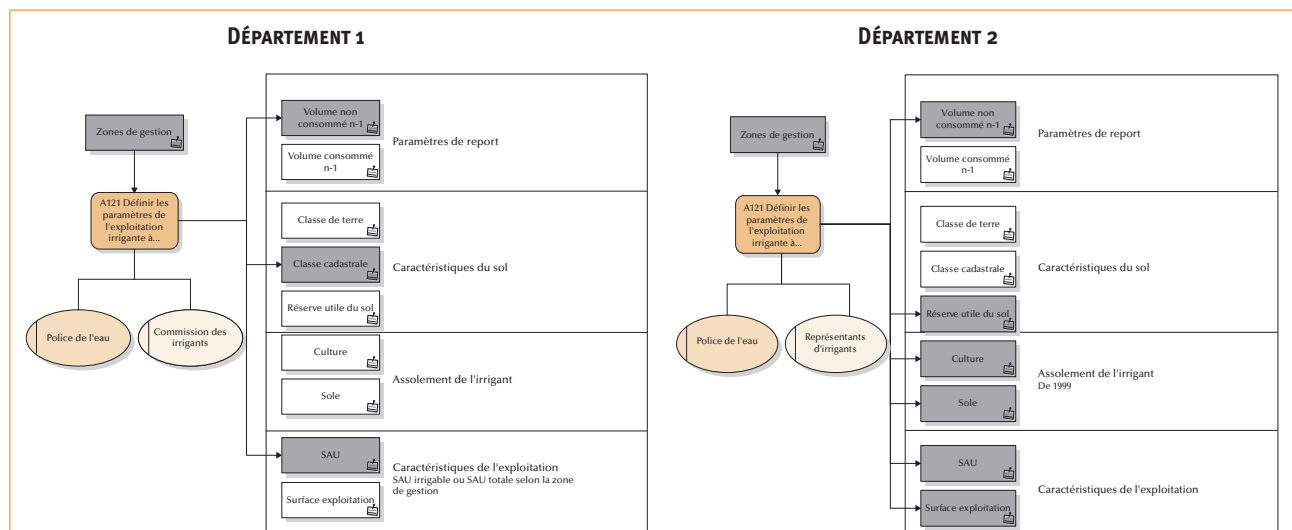 DÉPARTEMENT 1
Zones de gestion
A121 Définir les
paramètres de
l'exploitation
irrigante à...
Police de l'eau
Commission des
irrigants
Volume non
consommé n-1
Volume consommé
n-1
Paramètres de report
Classe de terre
Classe cadastrale
Réserve utile du sol
Caractéristiques du sol
Culture
Sole
Assolement de l'irrigant
SAU
Surface exploitation
Caractéristiques de l'exploitation
SAU irrigable ou SAU totale selon la zone
de gestion
DÉPARTEMENT 2
Zones de gestion
A121 Définir les
paramètres de
l'exploitation
irrigante à...
Police de l'eau
Représentants
d'irrigants
Volume non
consommé n-1
Volume consommé
n-1
Paramètres de report
Classe de terre
Classe cadastrale
Réserve utile du sol
Caractéristiques du sol
Culture
Sole
Assolement de l'irrigant
De 1999
SAU
Surface exploitation
Caractéristiques de l'exploitation